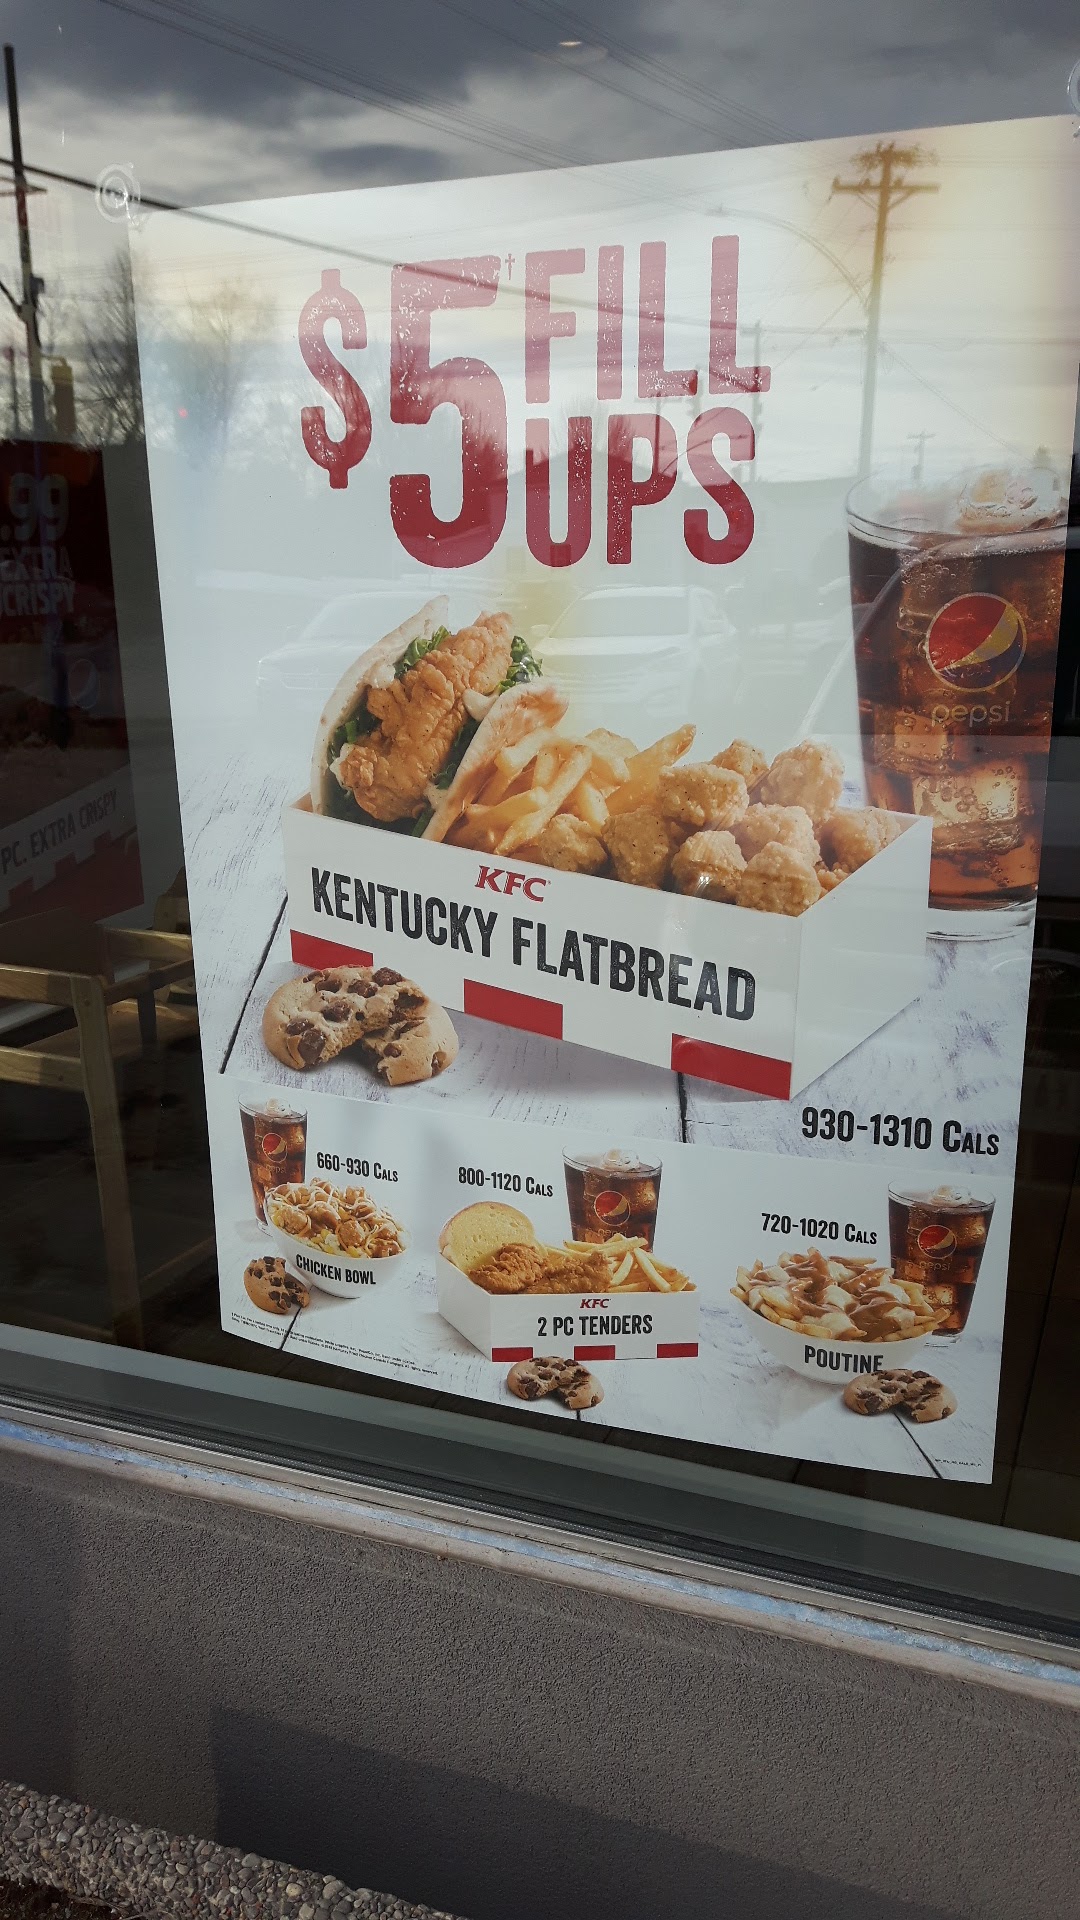 $5† FILL
UPS
pepsi
.99
EXTRA
CRISPY
PC. EXTRA CRISPY
KFC
KENTUCKY FLATBREAD
930-1310 CALS
660-930 CALS
CHICKEN BOWL
800-1120 CALS
KFC
2 PC TENDERS
720-1020 CALS
pepsi
POUTINE